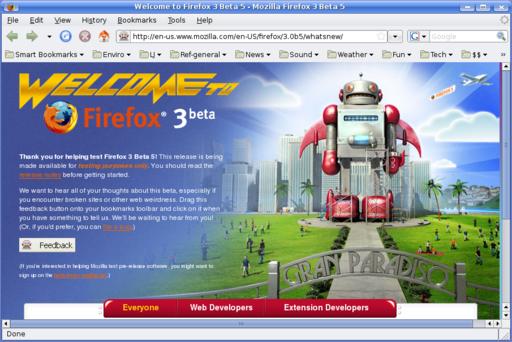 Welcome to Firefox 3 Beta 5 - Mozilla Firefox 3 Beta 5
File Edit View History Bookmarks Tools Help
http://en-us.www.mozilla.com/en-US/firefox/3.0b5/whatsnew/ Google
Smart Bookmarks Enviro LJ Ref-general News Sound Weather Fun Tech $$
WELCOME TO
Firefox® 3 beta
Thank you for helping test Firefox 3 Beta 5! This release is being
made available for testing purposes only. You should read the
release notes before getting started.
We want to hear all of your thoughts about this beta, especially if
you encounter broken sites or other web weirdness. Drag this
feedback button onto your bookmarks toolbar and click on it when
you have something to tell us. We'll be waiting to hear from you!
(Or, if you'd prefer, you can file a bug.)
Feedback
(If you're interested in helping Mozilla test pre-release software, you might want to
sign up on the
GRAN PARADISO
Everyone Web Developers Extension Developers
Done